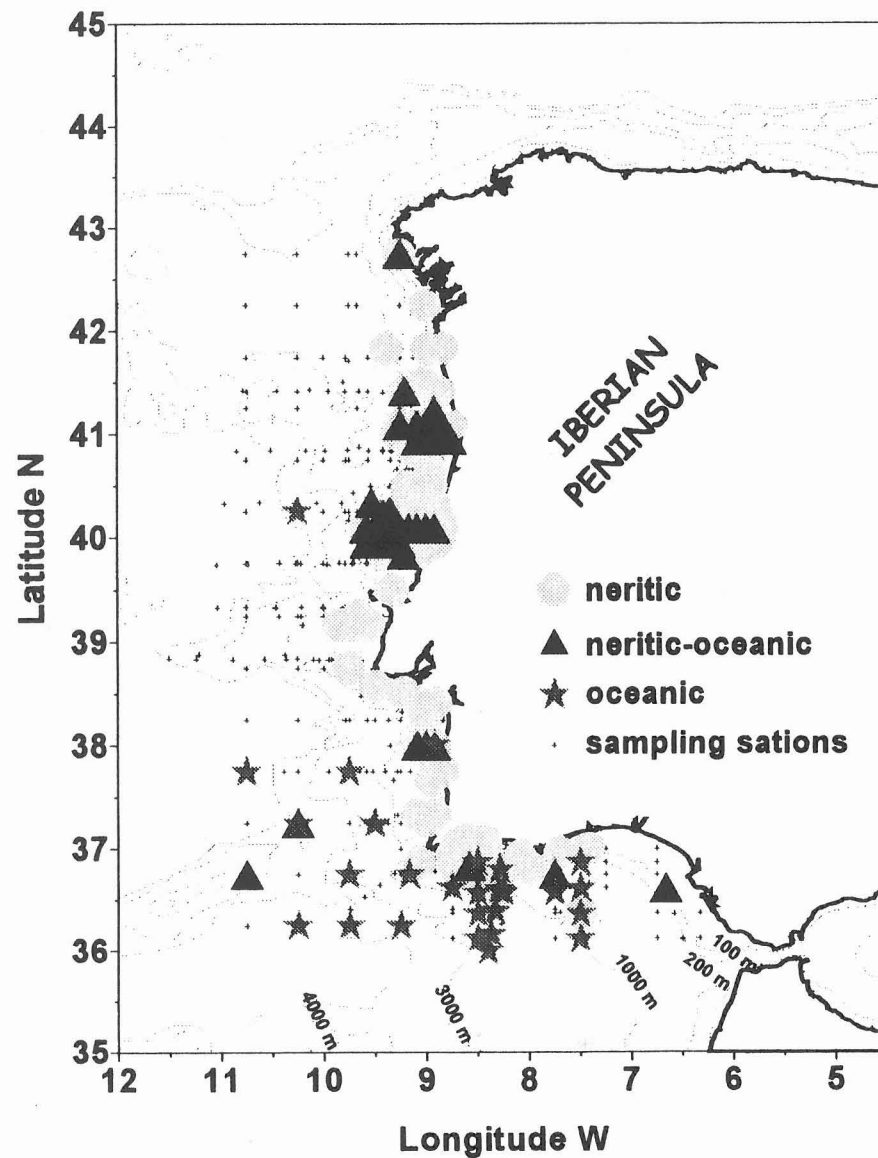 45
44
43
42
41
40
39
38
37
36
35
Latitude N
IBERIAN
PENINSULA
neritic
neritic-oceanic
oceanic
sampling sations
100 m
200 m
1000 m
3000 m
4000 m
12 11 10 9 8 7 6 5
Longitude W